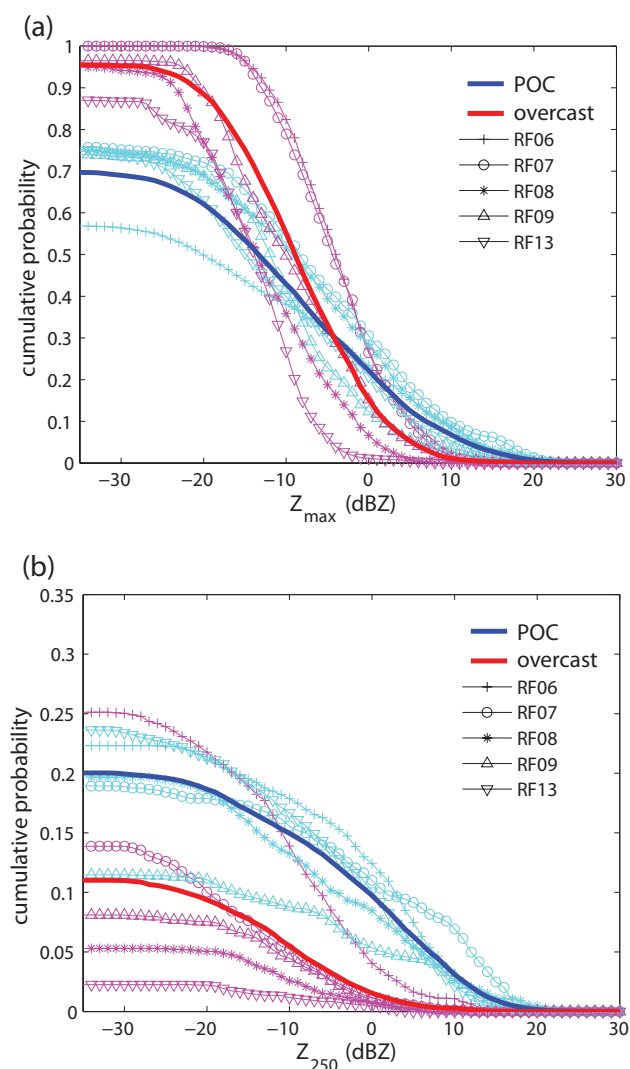 (a)
1
0.9
0.8
0.7
0.6
0.5
0.4
0.3
0.2
0.1
0
cumulative probability
POC
overcast
RF06
RF07
RF08
RF09
RF13
−30 −20 −10 0 10 20 30
Zmax (dBZ)
(b)
0.35
0.3
0.25
0.2
0.15
0.1
0.05
0
cumulative probability
POC
overcast
RF06
RF07
RF08
RF09
RF13
−30 −20 −10 0 10 20 30
Z250 (dBZ)